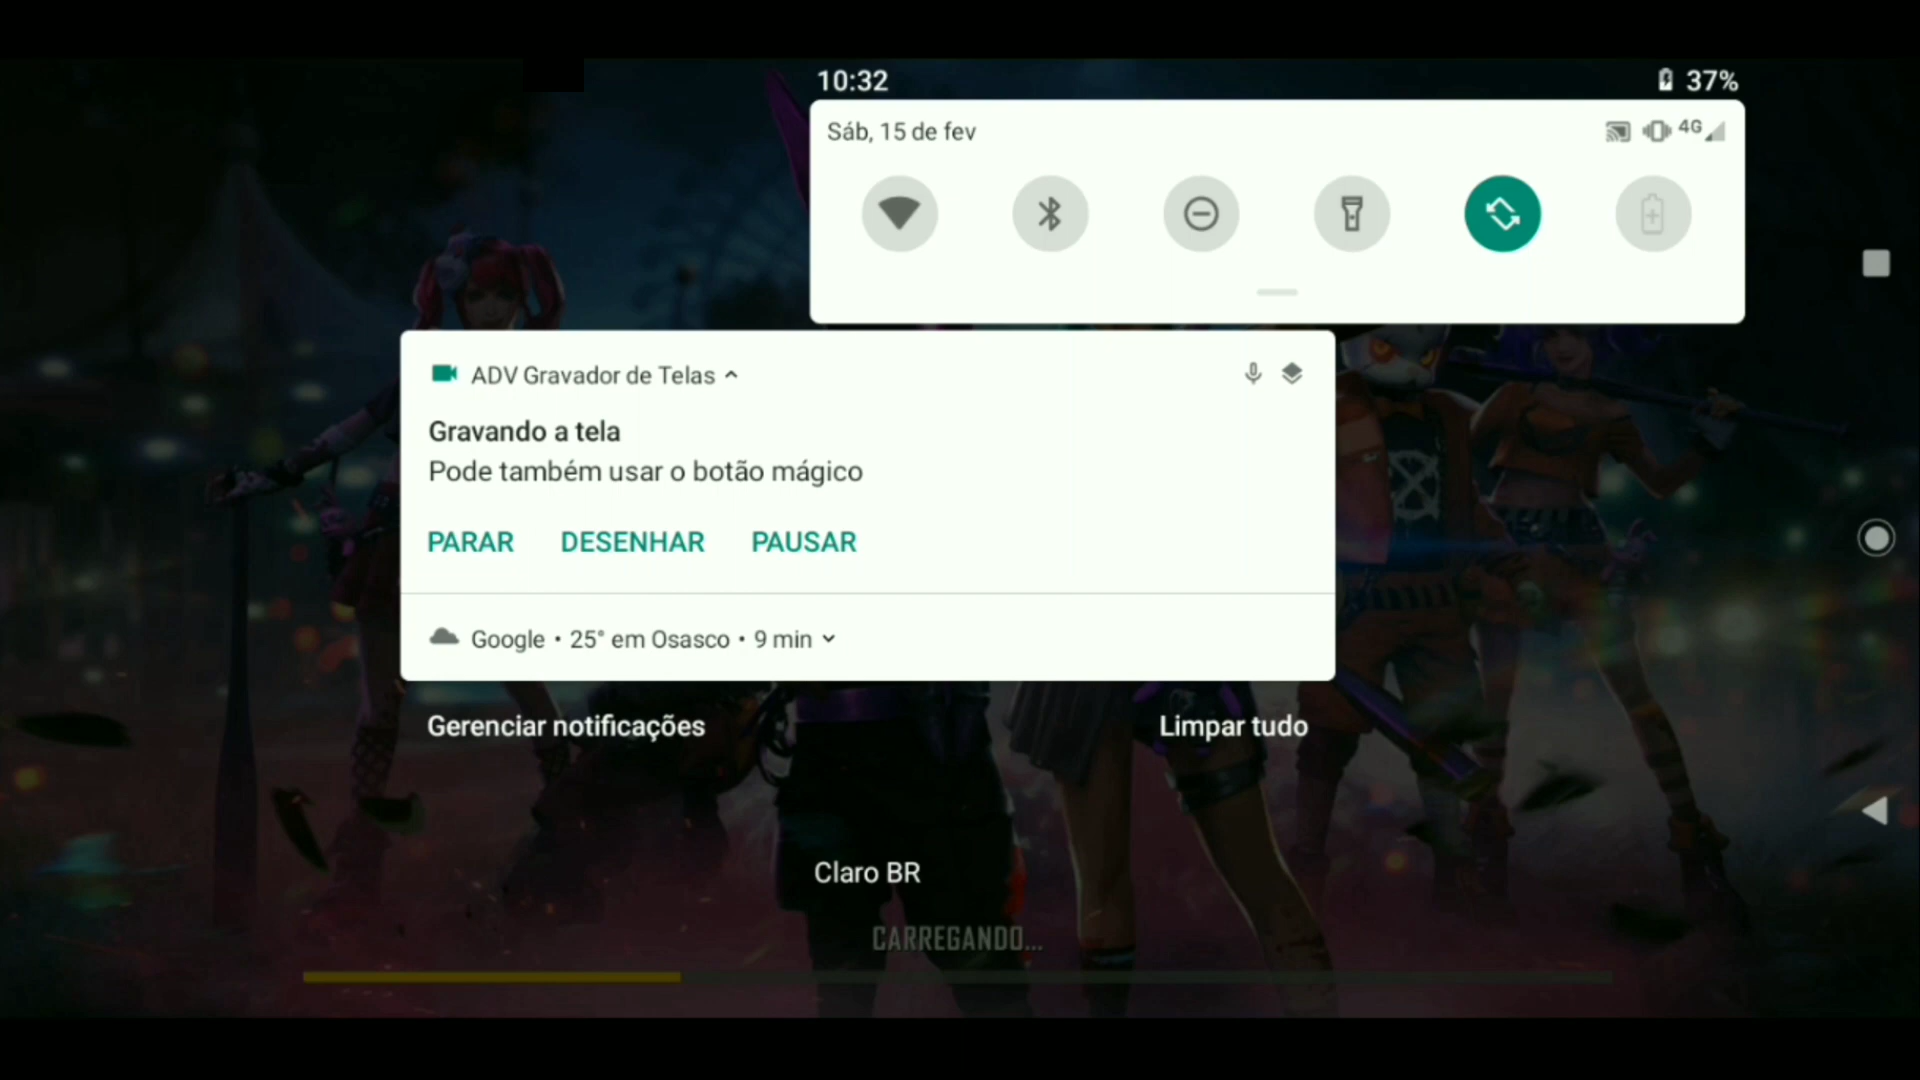 10:32
37%
Sáb, 15 de fev
4G
ADV Gravador de Telas
Gravando a tela
Pode também usar o botão mágico
PARAR DESENHAR PAUSAR
Google • 25° em Osasco • 9 min
Gerenciar notificações
Limpar tudo
Claro BR
CARREGANDO...